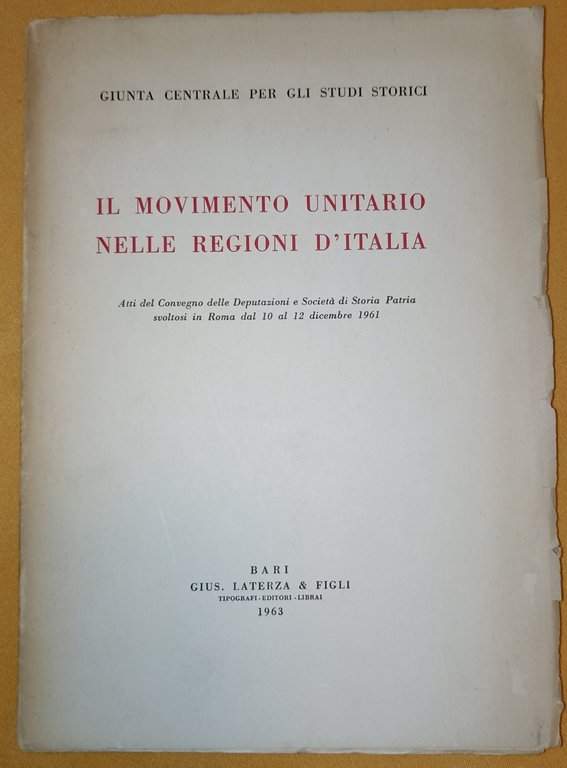 GIUNTA CENTRALE PER GLI STUDI STORICI
IL MOVIMENTO UNITARIO
NELLE REGIONI D'ITALIA
Atti del Convegno delle Deputazioni e Società di Storia Patria
svoltosi in Roma dal 10 al 12 dicembre 1961
BARI
GIUS. LATERZA & FIGLI
TIPOGRAFI-EDITORI-LIBRAI
1963